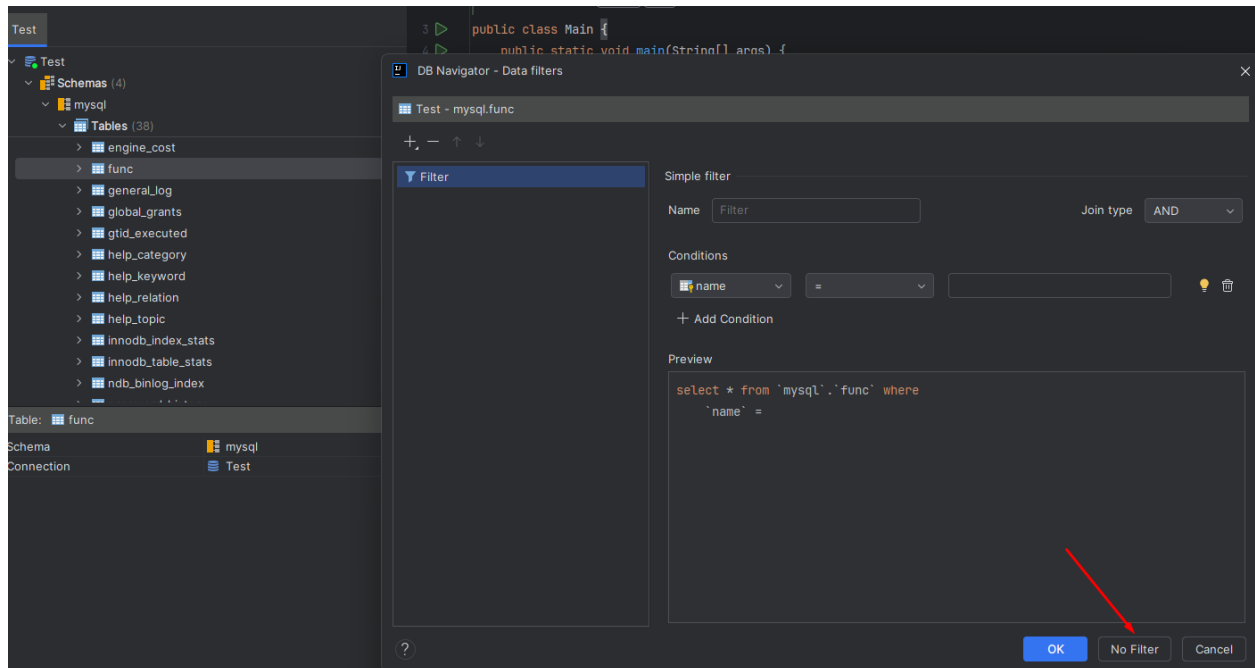 Test
3 public class Main {
4 public static void main(String[] args) {
Test
Schemas (4)
mysql
Tables (38)
engine_cost
func
general_log
global_grants
gtid_executed
help_category
help_keyword
help_relation
help_topic
innodb_index_stats
innodb_table_stats
ndb_binlog_index
Table: func
Schema mysql
Connection Test
DB Navigator - Data filters
Test - mysql.func
Filter
Simple filter
Name Filter Join type AND
Conditions
name =
Add Condition
Preview
select * from `mysql`.`func` where
`name` =
? OK No Filter Cancel